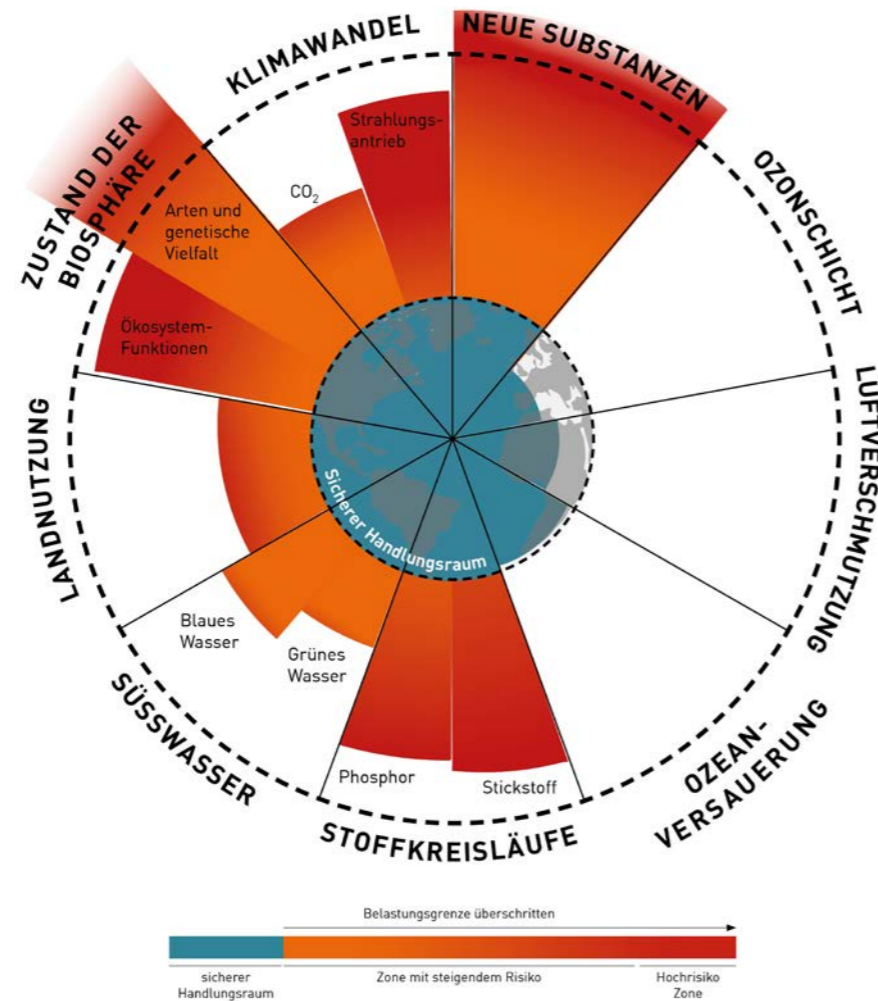 KLIMAWANDEL
NEUE SUBSTANZEN
OZONSCHICHT
LUFTVERSCHMUTZUNG
OZEAN-
VERSAUERUNG
STOFFKREISLÄUFE
SÜSSWASSER
LANDNUTZUNG
ZUSTAND DER
BIOSPHÄRE
Strahlungs-
antrieb
CO₂
Arten und
genetische
Vielfalt
Ökosystem-
Funktionen
Sicherer Handlungsraum
Blaues
Wasser
Grünes
Wasser
Phosphor
Stickstoff
Belastungsgrenze überschritten
sicherer
Handlungsraum
Zone mit steigendem Risiko
Hochrisiko
Zone